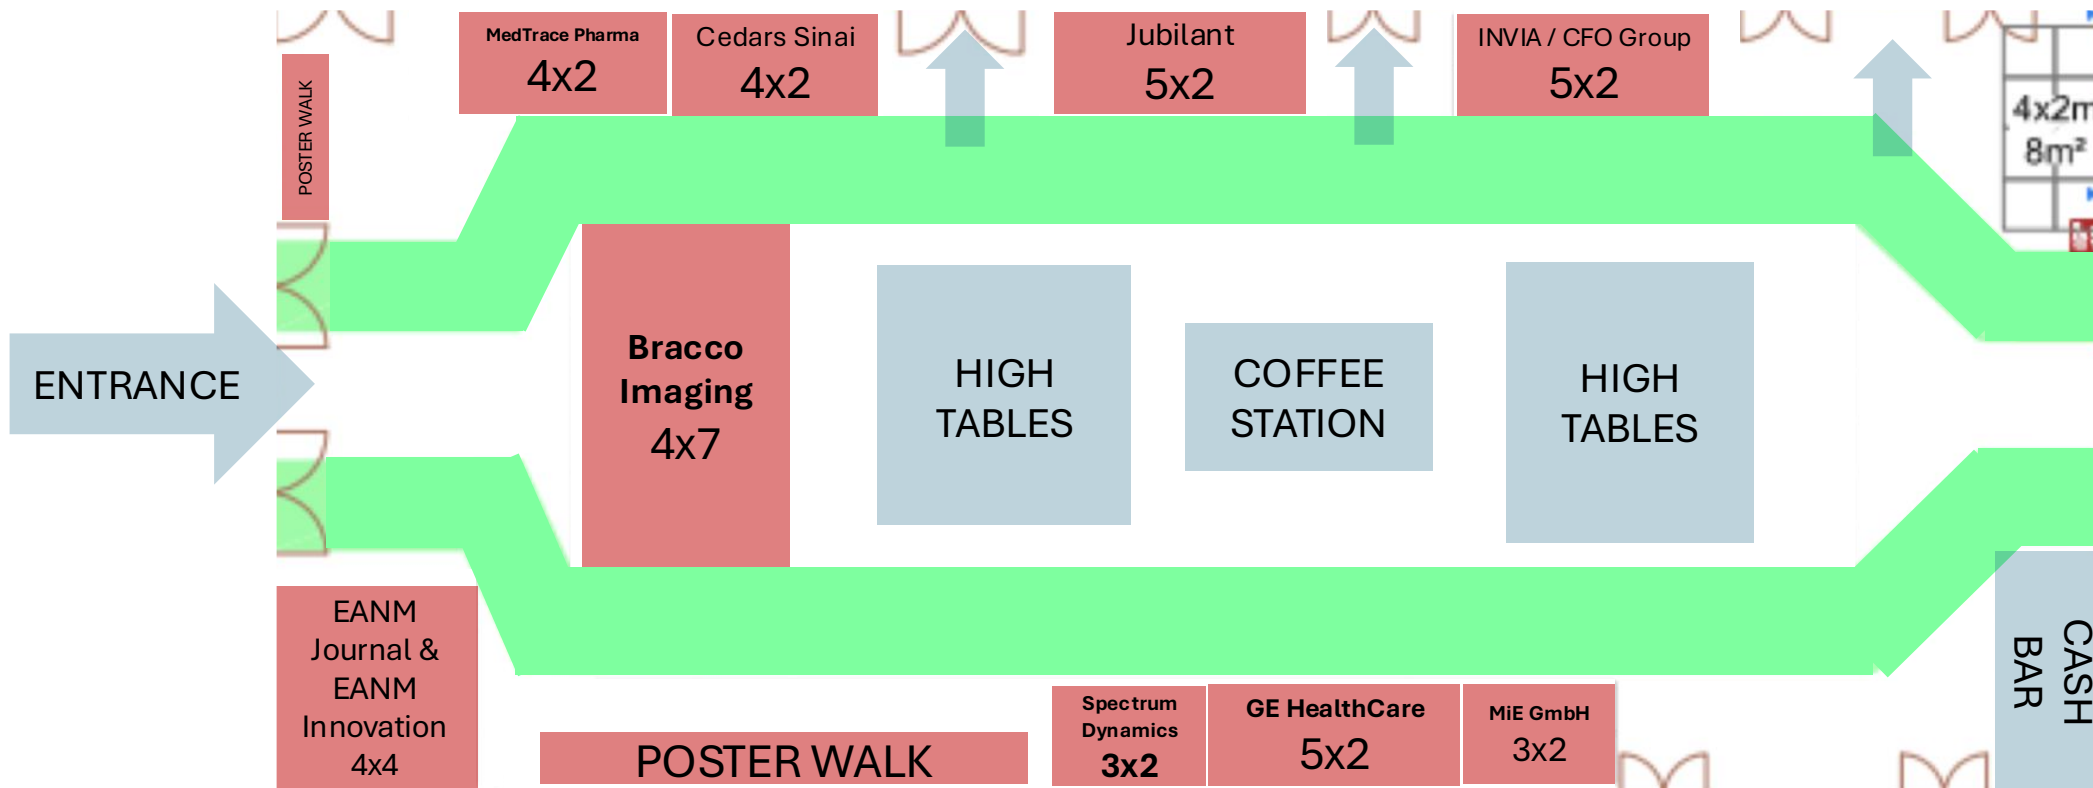 MedTrace Pharma
4x2
Cedars Sinai
4x2
Jubilant
5x2
INVIA / CFO Group
5x2
4x2m
8m²
POSTER WALK
ENTRANCE
Bracco
Imaging
4x7
HIGH
TABLES
COFFEE
STATION
HIGH
TABLES
EANM
Journal &
EANM
Innovation
4x4
POSTER WALK
Spectrum
Dynamics
3x2
GE HealthCare
5x2
MiE GmbH
3x2
CASH
BAR